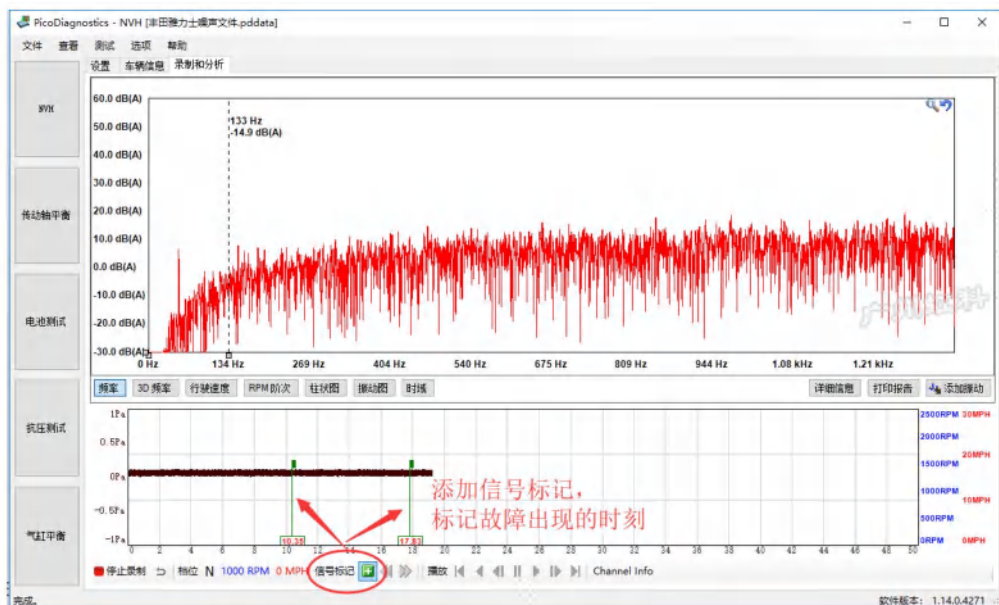 PicoDiagnostics - NVH [丰田雅力士噪声文件.pddata]
文件 查看 测试 选项 帮助
设置 车辆信息 录制和分析
NVH
传动轴平衡
电池测试
抗压测试
气缸平衡
60.0 dB(A)
50.0 dB(A)
40.0 dB(A)
30.0 dB(A)
20.0 dB(A)
10.0 dB(A)
0.0 dB(A)
-10.0 dB(A)
-20.0 dB(A)
-30.0 dB(A)
133 Hz
-14.9 dB(A)
0 Hz 134 Hz 269 Hz 404 Hz 540 Hz 675 Hz 809 Hz 944 Hz 1.08 kHz 1.21 kHz
频率 3D 频率 行驶速度 RPM 阶次 柱状图 振动图 时域 详细信息 打印报告 添加振动
1Pa
0.5Pa
0Pa
-0.5Pa
-1Pa
2500RPM 30MPH
2000RPM
20MPH
1500RPM
1000RPM
10MPH
500RPM
0RPM 0MPH
添加信号标记，
标记故障出现的时刻
10.35 17.83
0 2 4 6 8 10 12 14 16 18 20 22 24 26 28 30 32 34 36 38 40 42 44 46 48 50
停止录制 档位 N 1000 RPM 0 MPH 信号标记 播放 Channel Info
完成。 软件版本： 1.14.0.4271